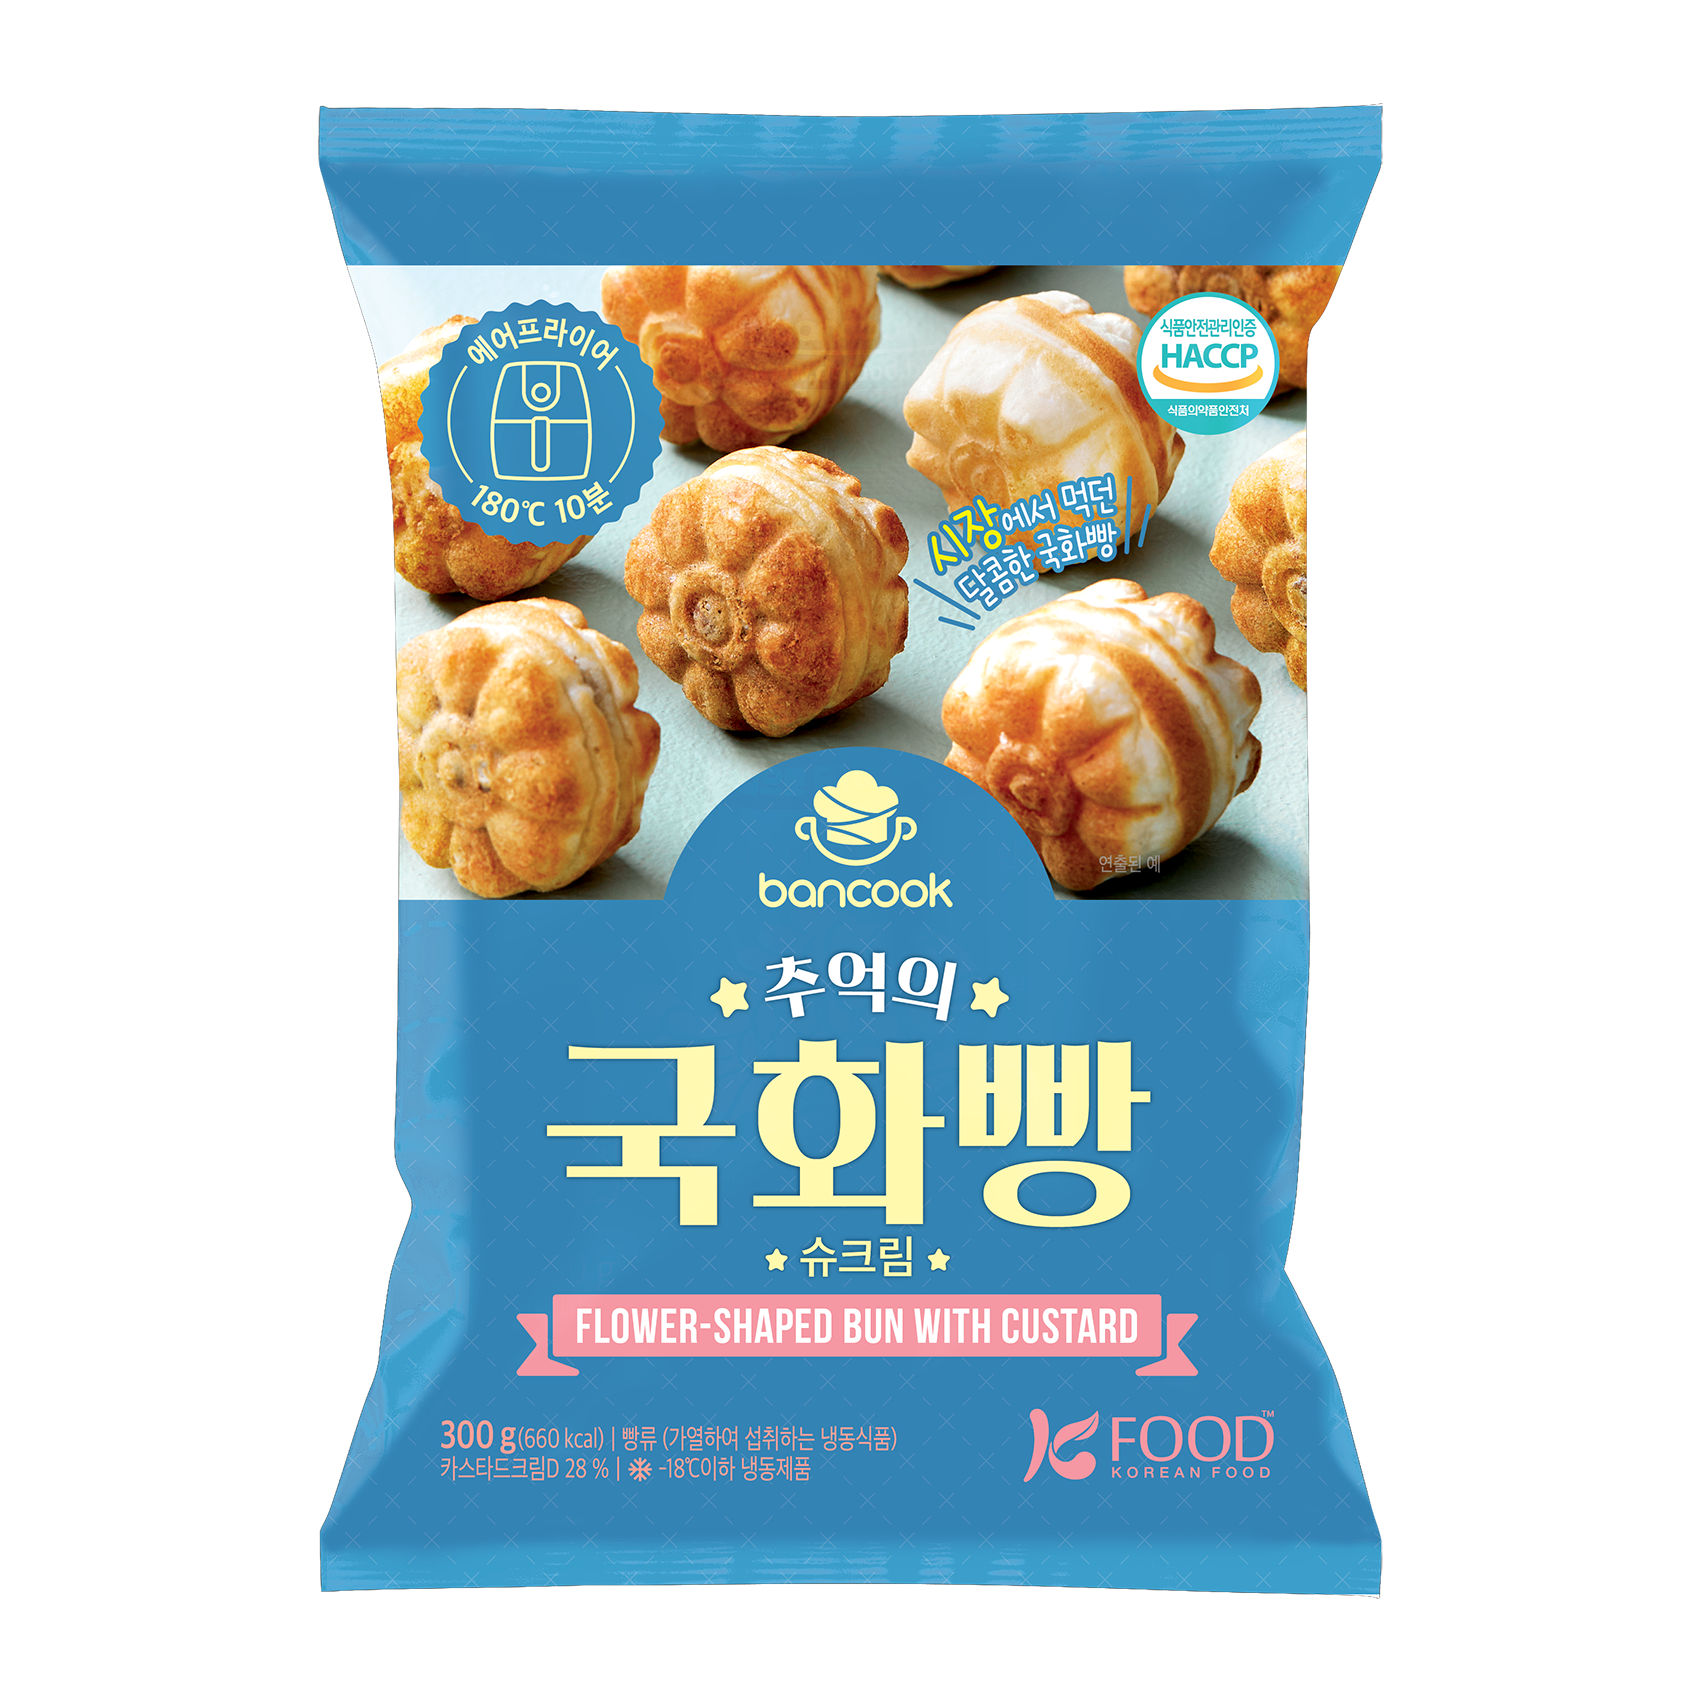 에어프라이어
180℃ 10분
식품안전관리인증
HACCP
식품의약품안전처
시장에서 먹던
달콤한 국화빵
연출된 예
bancook
추억의
국화빵
슈크림
FLOWER-SHAPED BUN WITH CUSTARD
300 g(660 kcal) | 빵류 (가열하여 섭취하는 냉동식품)
카스타드크림D 28 % | -18℃이하 냉동제품
K FOOD™
KOREAN FOOD